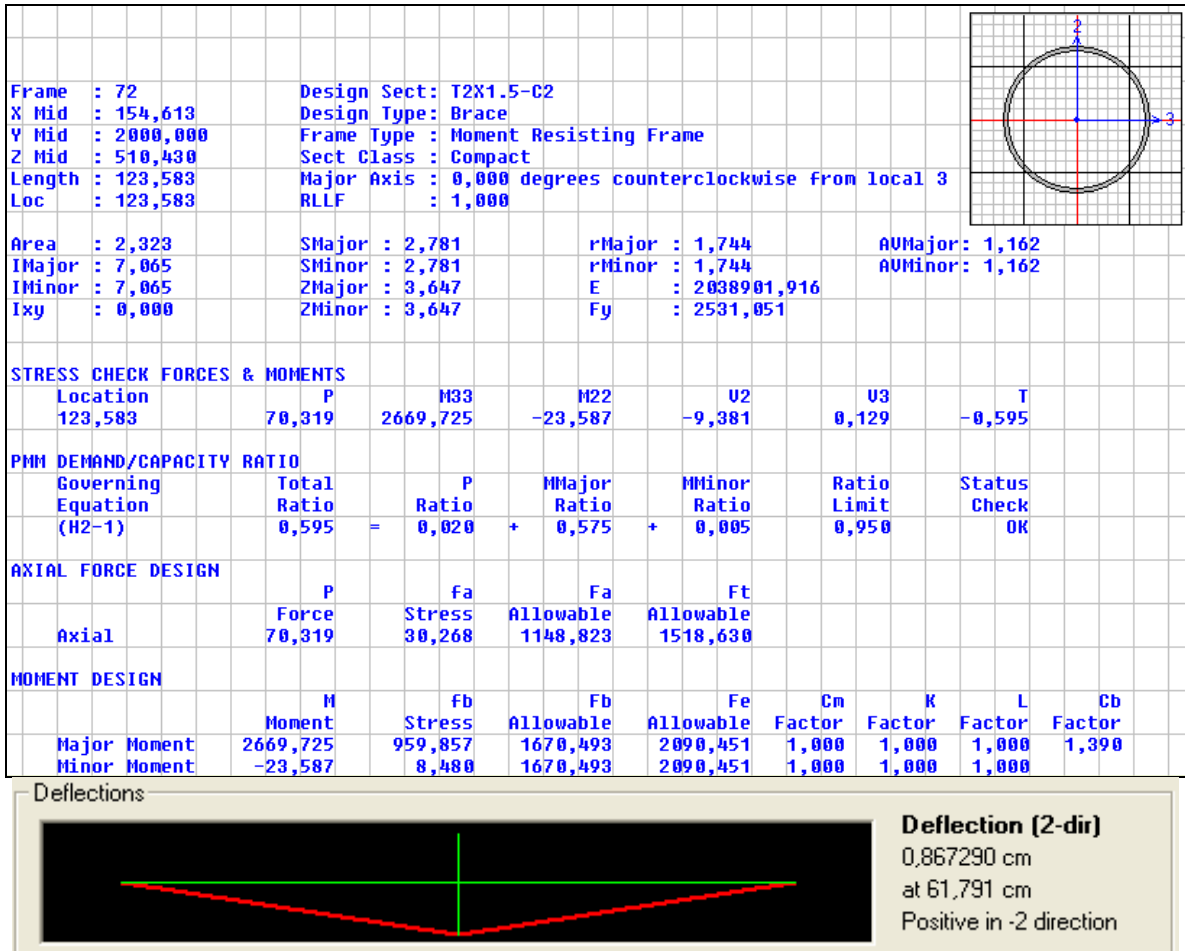 2
3
Frame : 72 Design Sect: T2X1.5-C2
X Mid : 154,613 Design Type: Brace
Y Mid : 2000,000 Frame Type : Moment Resisting Frame
Z Mid : 510,430 Sect Class : Compact
Length : 123,583 Major Axis : 0,000 degrees counterclockwise from local 3
Loc : 123,583 RLLF : 1,000
Area : 2,323 SMajor : 2,781 rMajor : 1,744 AVMajor: 1,162
IMajor : 7,065 SMinor : 2,781 rMinor : 1,744 AVMinor: 1,162
IMinor : 7,065 ZMajor : 3,647 E : 2038901,916
Ixy : 0,000 ZMinor : 3,647 Fy : 2531,051
STRESS CHECK FORCES & MOMENTS
Location P M33 M22 V2 V3 T
123,583 70,319 2669,725 -23,587 -9,381 0,129 -0,595
PMM DEMAND/CAPACITY RATIO
Governing Total P MMajor MMinor Ratio Status
Equation Ratio Ratio Ratio Ratio Limit Check
(H2-1) 0,595 = 0,020 + 0,575 + 0,005 0,950 OK
AXIAL FORCE DESIGN
P fa Fa Ft
Force Stress Allowable Allowable
Axial 70,319 30,268 1148,823 1518,630
MOMENT DESIGN
M fb Fb Fe Cm K L Cb
Moment Stress Allowable Allowable Factor Factor Factor Factor
Major Moment 2669,725 959,857 1670,493 2090,451 1,000 1,000 1,000 1,390
Minor Moment -23,587 8,480 1670,493 2090,451 1,000 1,000 1,000
Deflections
Deflection (2-dir)
0,867290 cm
at 61,791 cm
Positive in -2 direction